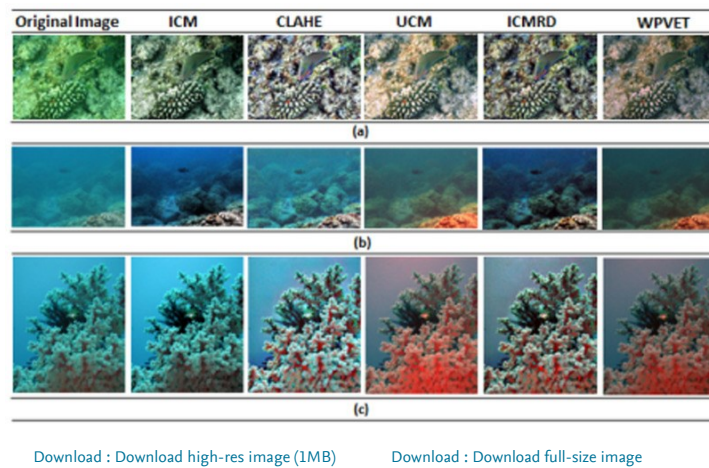 Original Image ICM CLAHE UCM ICMRD WPVET
(a)
(b)
(c)
Download : Download high-res image (1MB) Download : Download full-size image